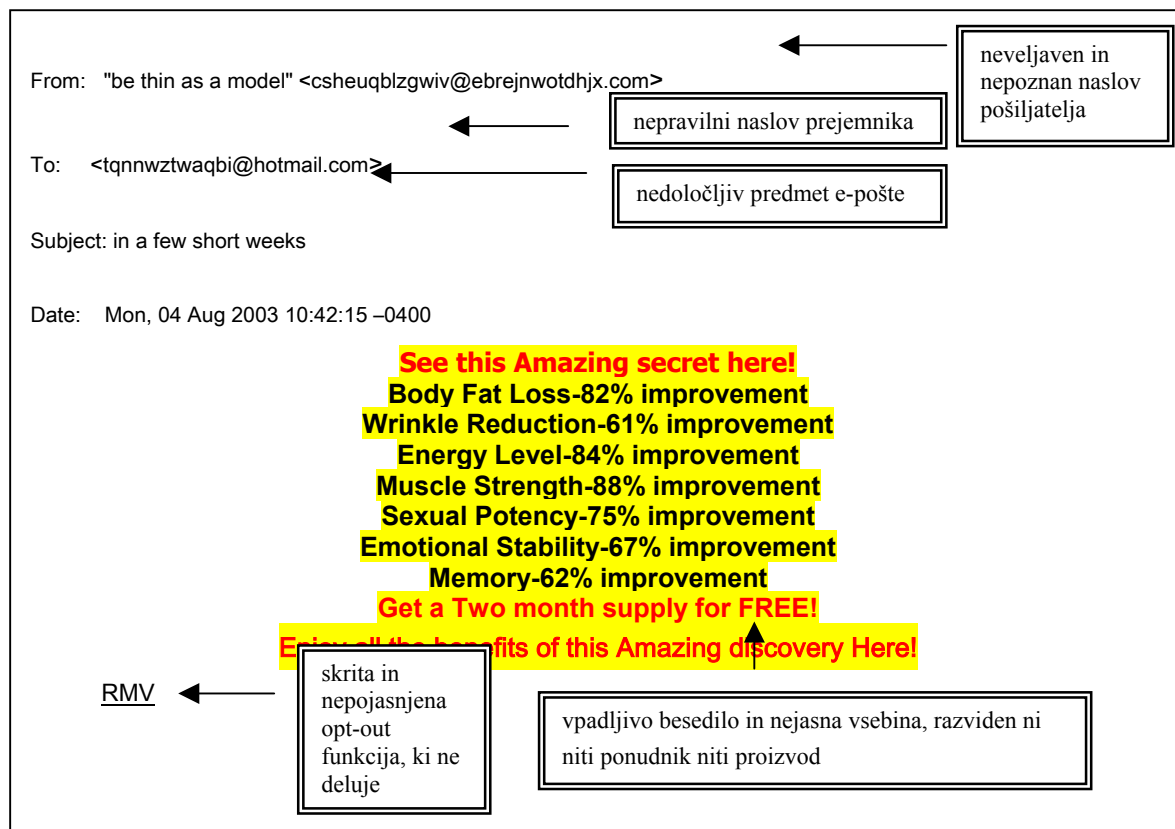 neveljaven in
nepoznan naslov
pošiljatelja
From: "be thin as a model" <csheuqblzgwiv@ebrejnwotdhjx.com>
nepravilni naslov prejemnika
To: <tqnnwztwaqbi@hotmail.com>
nedoločljiv predmet e-pošte
Subject: in a few short weeks
Date: Mon, 04 Aug 2003 10:42:15 –0400
See this Amazing secret here!
Body Fat Loss-82% improvement
Wrinkle Reduction-61% improvement
Energy Level-84% improvement
Muscle Strength-88% improvement
Sexual Potency-75% improvement
Emotional Stability-67% improvement
Memory-62% improvement
Get a Two month supply for FREE!
Enjoy all the benefits of this Amazing discovery Here!
RMV
skrita in
nepojasnjena
opt-out
funkcija, ki ne
deluje
vpadljivo besedilo in nejasna vsebina, razviden ni
niti ponudnik niti proizvod